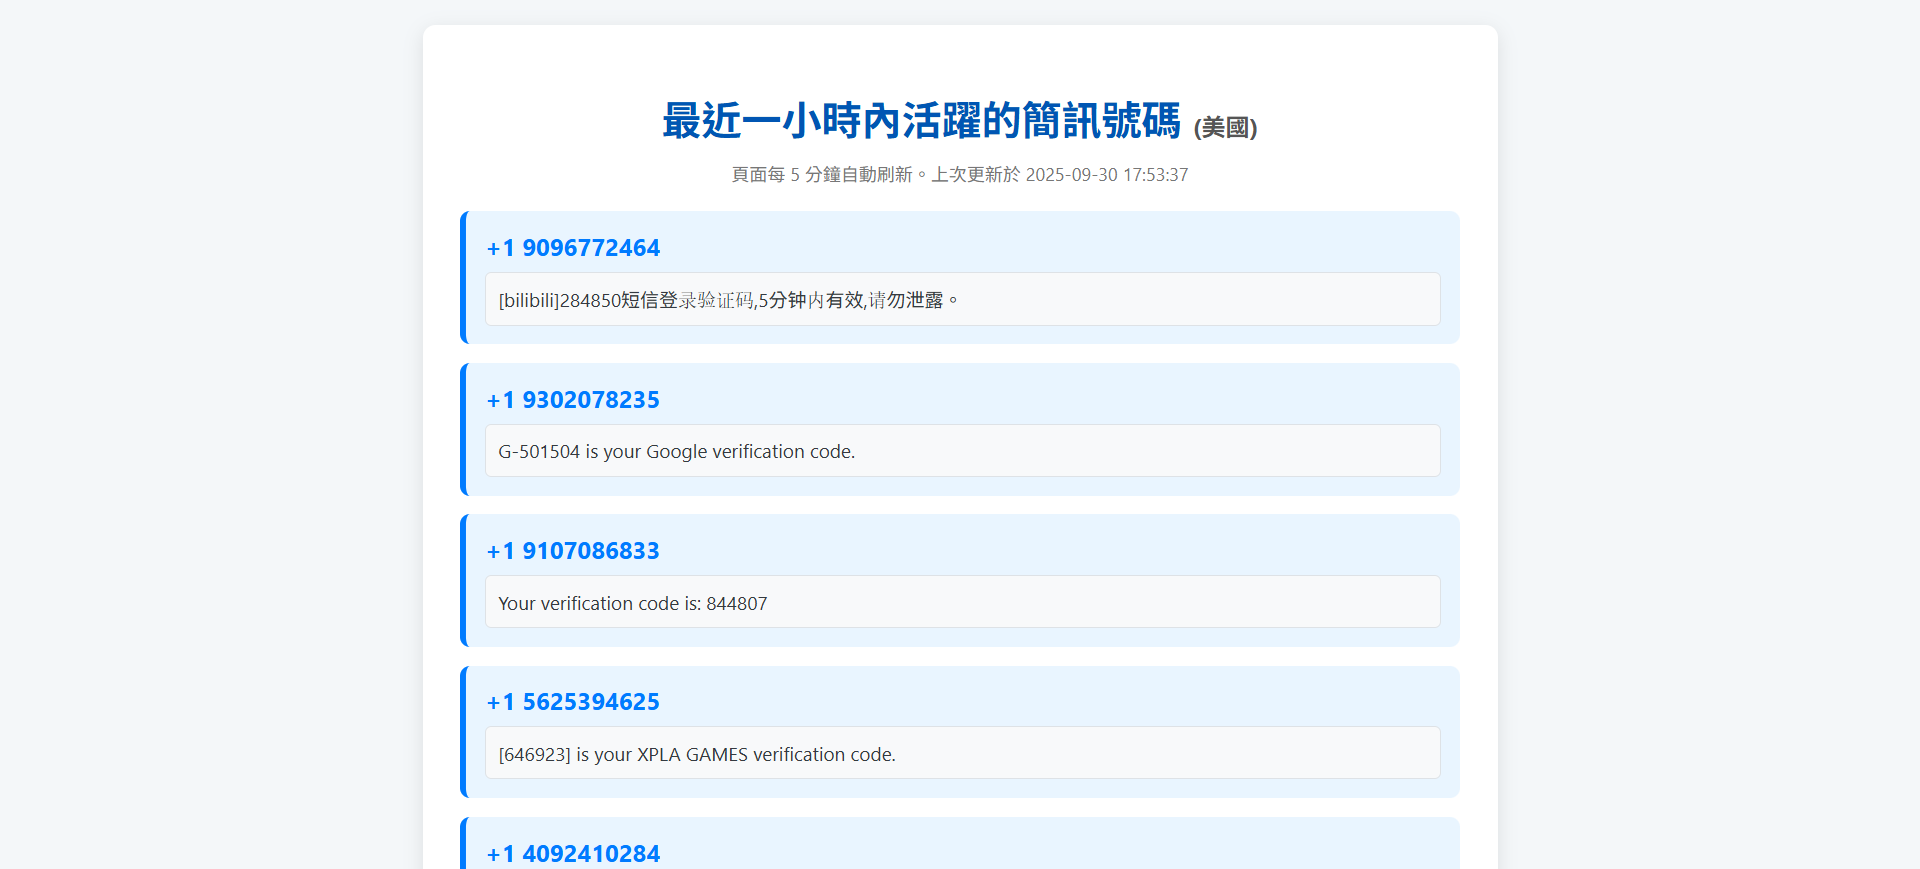 最近一小時內活躍的簡訊號碼 (美國)
頁面每 5 分鐘自動刷新。上次更新於 2025-09-30 17:53:37
+1 9096772464
[bilibili]284850短信登录验证码,5分钟内有效,请勿泄露。
+1 9302078235
G-501504 is your Google verification code.
+1 9107086833
Your verification code is: 844807
+1 5625394625
[646923] is your XPLA GAMES verification code.
+1 4092410284